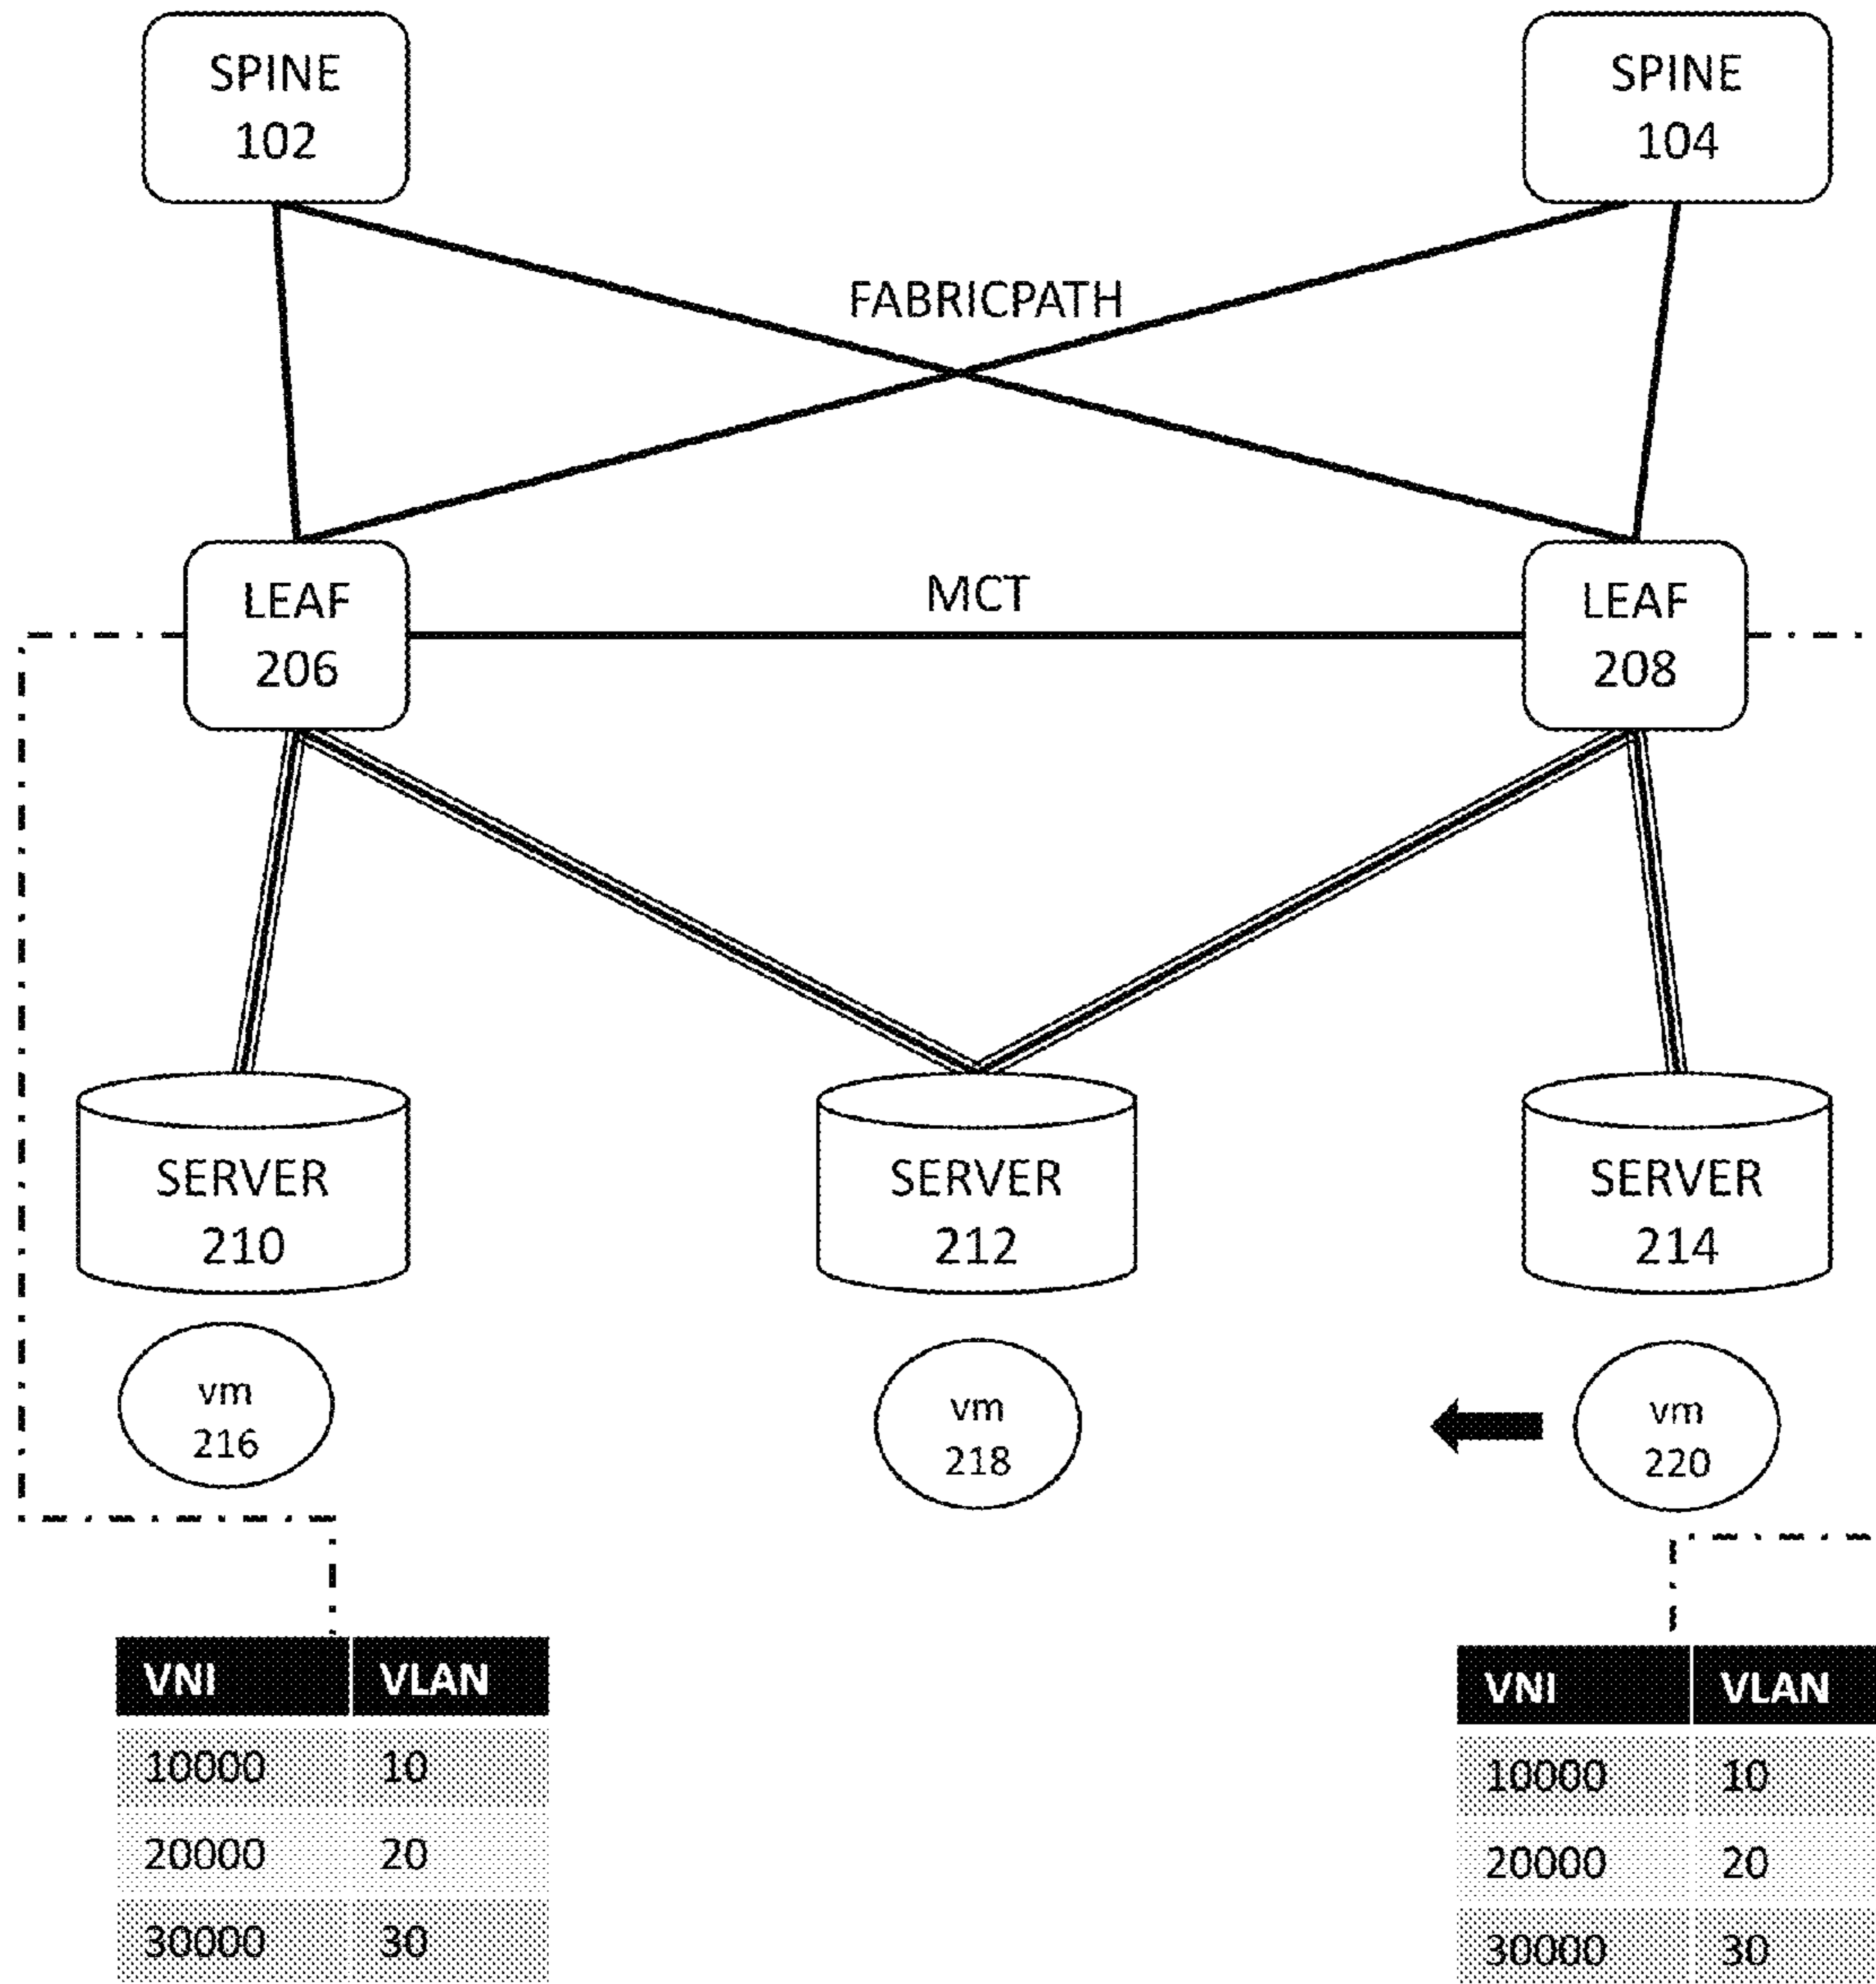 SPINE
102
SPINE
104
FABRICPATH
LEAF
206
MCT
LEAF
208
SERVER
210
SERVER
212
SERVER
214
vm
216
vm
218
vm
220
VNI VLAN
10000 10
20000 20
30000 30
VNI VLAN
10000 10
20000 20
30000 30